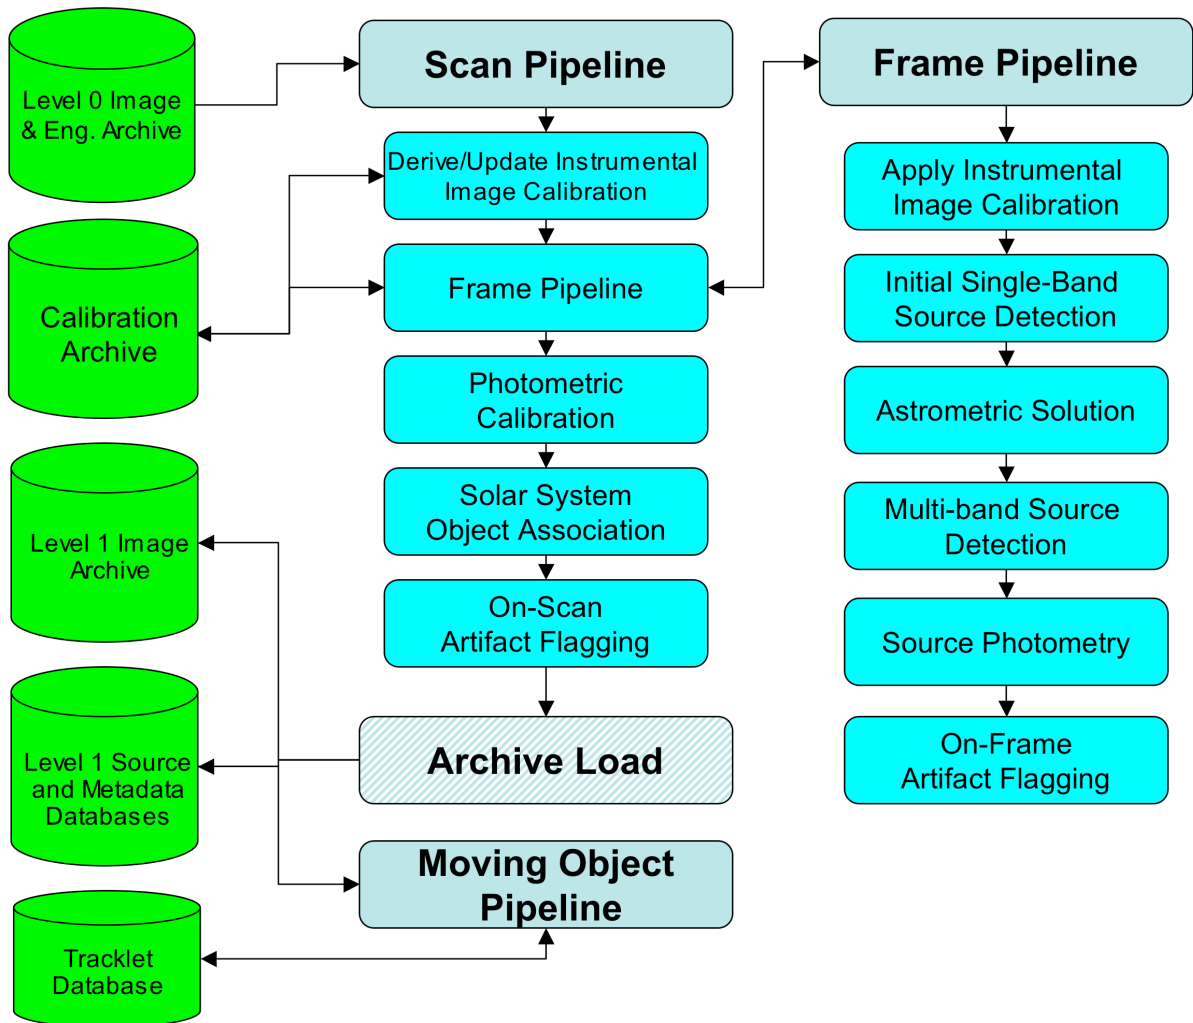 Level 0 Image
& Eng. Archive
Calibration
Archive
Level 1 Image
Archive
Level 1 Source
and Metadata
Databases
Tracklet
Database
Scan Pipeline
Derive/Update Instrumental
Image Calibration
Frame Pipeline
Photometric
Calibration
Solar System
Object Association
On-Scan
Artifact Flagging
Archive Load
Moving Object
Pipeline
Frame Pipeline
Apply Instrumental
Image Calibration
Initial Single-Band
Source Detection
Astrometric Solution
Multi-band Source
Detection
Source Photometry
On-Frame
Artifact Flagging